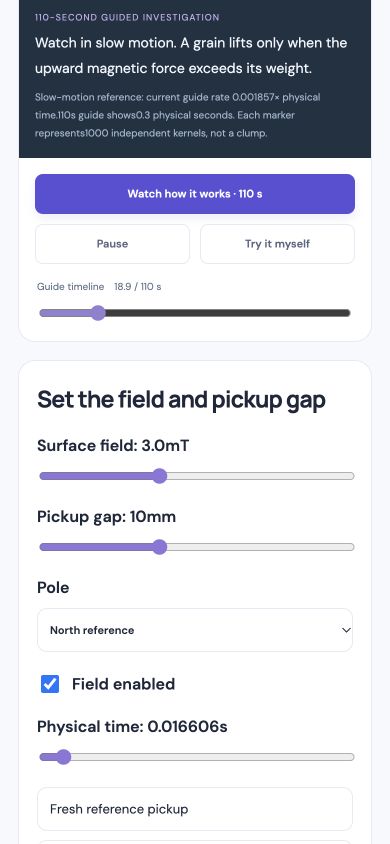 110-SECOND GUIDED INVESTIGATION
Watch in slow motion. A grain lifts only when the
upward magnetic force exceeds its weight.
Slow-motion reference: current guide rate 0.001857× physical
time.110s guide shows0.3 physical seconds. Each marker
represents1000 independent kernels, not a clump.
Watch how it works · 110 s
Pause
Try it myself
Guide timeline 18.9 / 110 s
Set the field and pickup gap
Surface field: 3.0mT
Pickup gap: 10mm
Pole
North reference
Field enabled
Physical time: 0.016606s
Fresh reference pickup